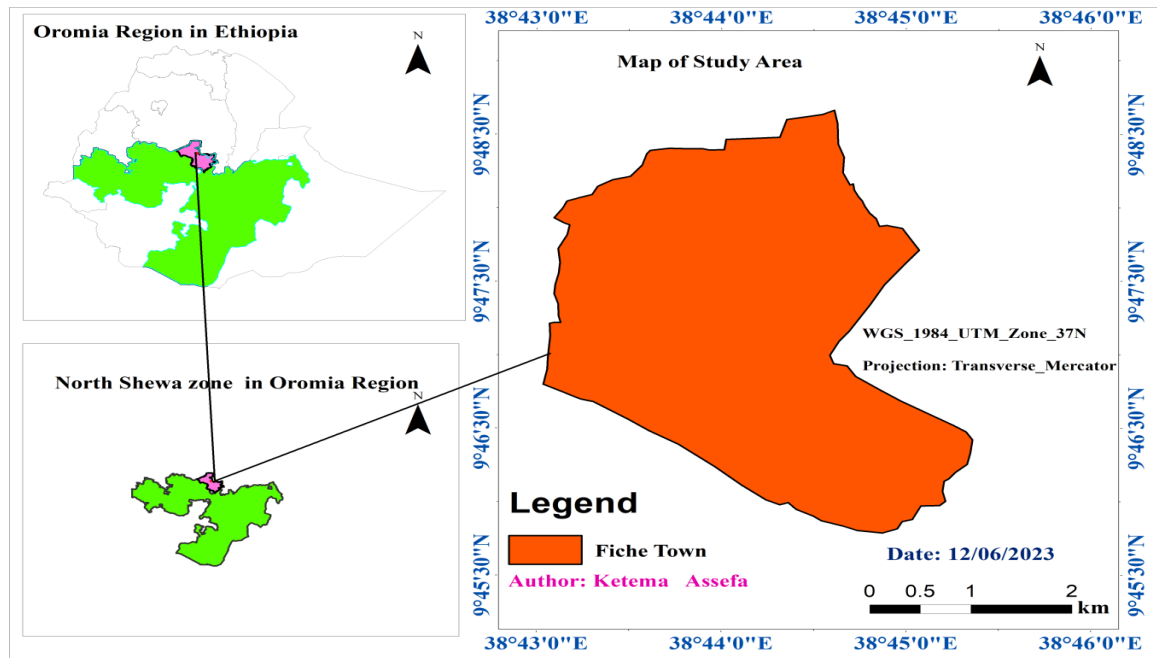 Oromia Region in Ethiopia
N
North Shewa zone in Oromia Region
N
38°43'0"E 38°44'0"E 38°45'0"E 38°46'0"E
Map of Study Area
N
9°48'30"N
9°48'30"N
9°47'30"N
9°47'30"N
WGS_1984_UTM_Zone_37N
Projection: Transverse_Mercator
9°46'30"N
9°46'30"N
Legend
Fiche Town
Author: Ketema Assefa
Date: 12/06/2023
0 0.5 1 2
km
9°45'30"N
9°45'30"N
38°43'0"E 38°44'0"E 38°45'0"E 38°46'0"E